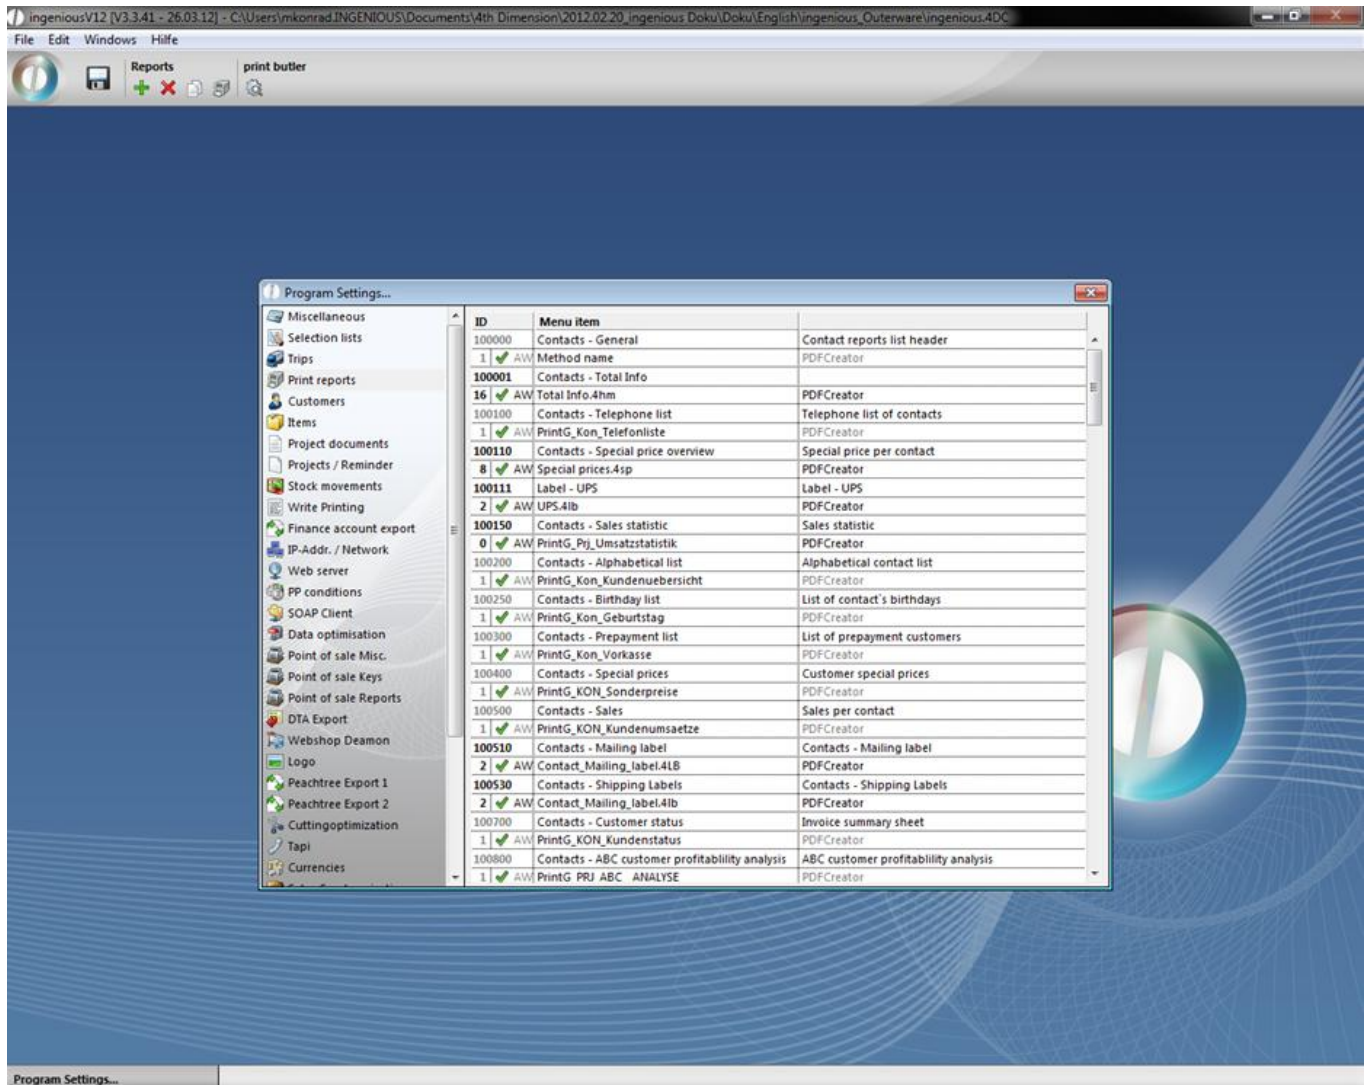 ingeniousV12 [V3.3.41 - 26.03.12] - C:\Users\mkonrad.INGENIOUS\Documents\4th Dimension\2012.02.20_ingenious Doku\Doku\English\ingenious_Outerware\ingenious.4DC
File Edit Windows Hilfe
Reports print butler
Program Settings...
Miscellaneous
Selection lists
Trips
Print reports
Customers
Items
Project documents
Projects / Reminder
Stock movements
Write Printing
Finance account export
IP-Addr. / Network
Web server
PP conditions
SOAP Client
Data optimisation
Point of sale Misc.
Point of sale Keys
Point of sale Reports
DTA Export
Webshop Deamon
Logo
Peachtree Export 1
Peachtree Export 2
Cuttingoptimization
Tapi
Currencies
ID Menu item
100000 Contacts - General Contact reports list header
1 AW Method name PDFCreator
100001 Contacts - Total Info
16 AW Total Info.4hm PDFCreator
100100 Contacts - Telephone list Telephone list of contacts
1 AW PrintG_Kon_Telefonliste PDFCreator
100110 Contacts - Special price overview Special price per contact
8 AW Special prices.4sp PDFCreator
100111 Label - UPS Label - UPS
2 AW UPS.4lb PDFCreator
100150 Contacts - Sales statistic Sales statistic
0 AW PrintG_Prj_Umsatzstatistik PDFCreator
100200 Contacts - Alphabetical list Alphabetical contact list
1 AW PrintG_Kon_Kundenuebersicht PDFCreator
100250 Contacts - Birthday list List of contact`s birthdays
1 AW PrintG_Kon_Geburtstag PDFCreator
100300 Contacts - Prepayment list List of prepayment customers
1 AW PrintG_Kon_Vorkasse PDFCreator
100400 Contacts - Special prices Customer special prices
1 AW PrintG_KON_Sonderpreise PDFCreator
100500 Contacts - Sales Sales per contact
1 AW PrintG_KON_Kundenumsaetze PDFCreator
100510 Contacts - Mailing label Contacts - Mailing label
2 AW Contact_Mailing_label.4LB PDFCreator
100530 Contacts - Shipping Labels Contacts - Shipping Labels
2 AW Contact_Mailing_label.4lb PDFCreator
100700 Contacts - Customer status Invoice summary sheet
1 AW PrintG_KON_Kundenstatus PDFCreator
100800 Contacts - ABC customer profitablility analysis ABC customer profitablility analysis
1 AW PrintG PRJ ABC ANALYSE PDFCreator
Program Settings...